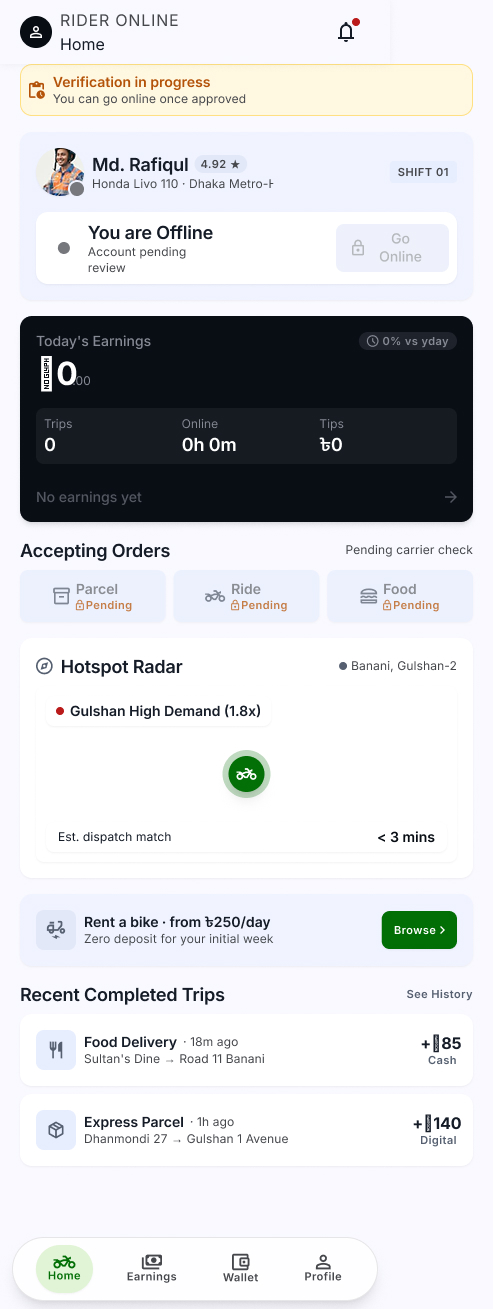 RIDER ONLINE
Home
Verification in progress
You can go online once approved
Md. Rafiqul 4.92 ★
Honda Livo 110 · Dhaka Metro-H
SHIFT 01
You are Offline
Account pending
review
Go
Online
Today's Earnings
0% vs yday
0.00
Trips
Online
Tips
0
0h 0m
৳0
No earnings yet →
Accepting Orders
Pending carrier check
Parcel
Pending
Ride
Pending
Food
Pending
Hotspot Radar
Banani, Gulshan-2
Gulshan High Demand (1.8x)
Est. dispatch match
< 3 mins
Rent a bike · from ৳250/day
Zero deposit for your initial week
Browse >
Recent Completed Trips
See History
Food Delivery · 18m ago
Sultan's Dine → Road 11 Banani
+85
Cash
Express Parcel · 1h ago
Dhanmondi 27 → Gulshan 1 Avenue
+140
Digital
Home
Earnings
Wallet
Profile